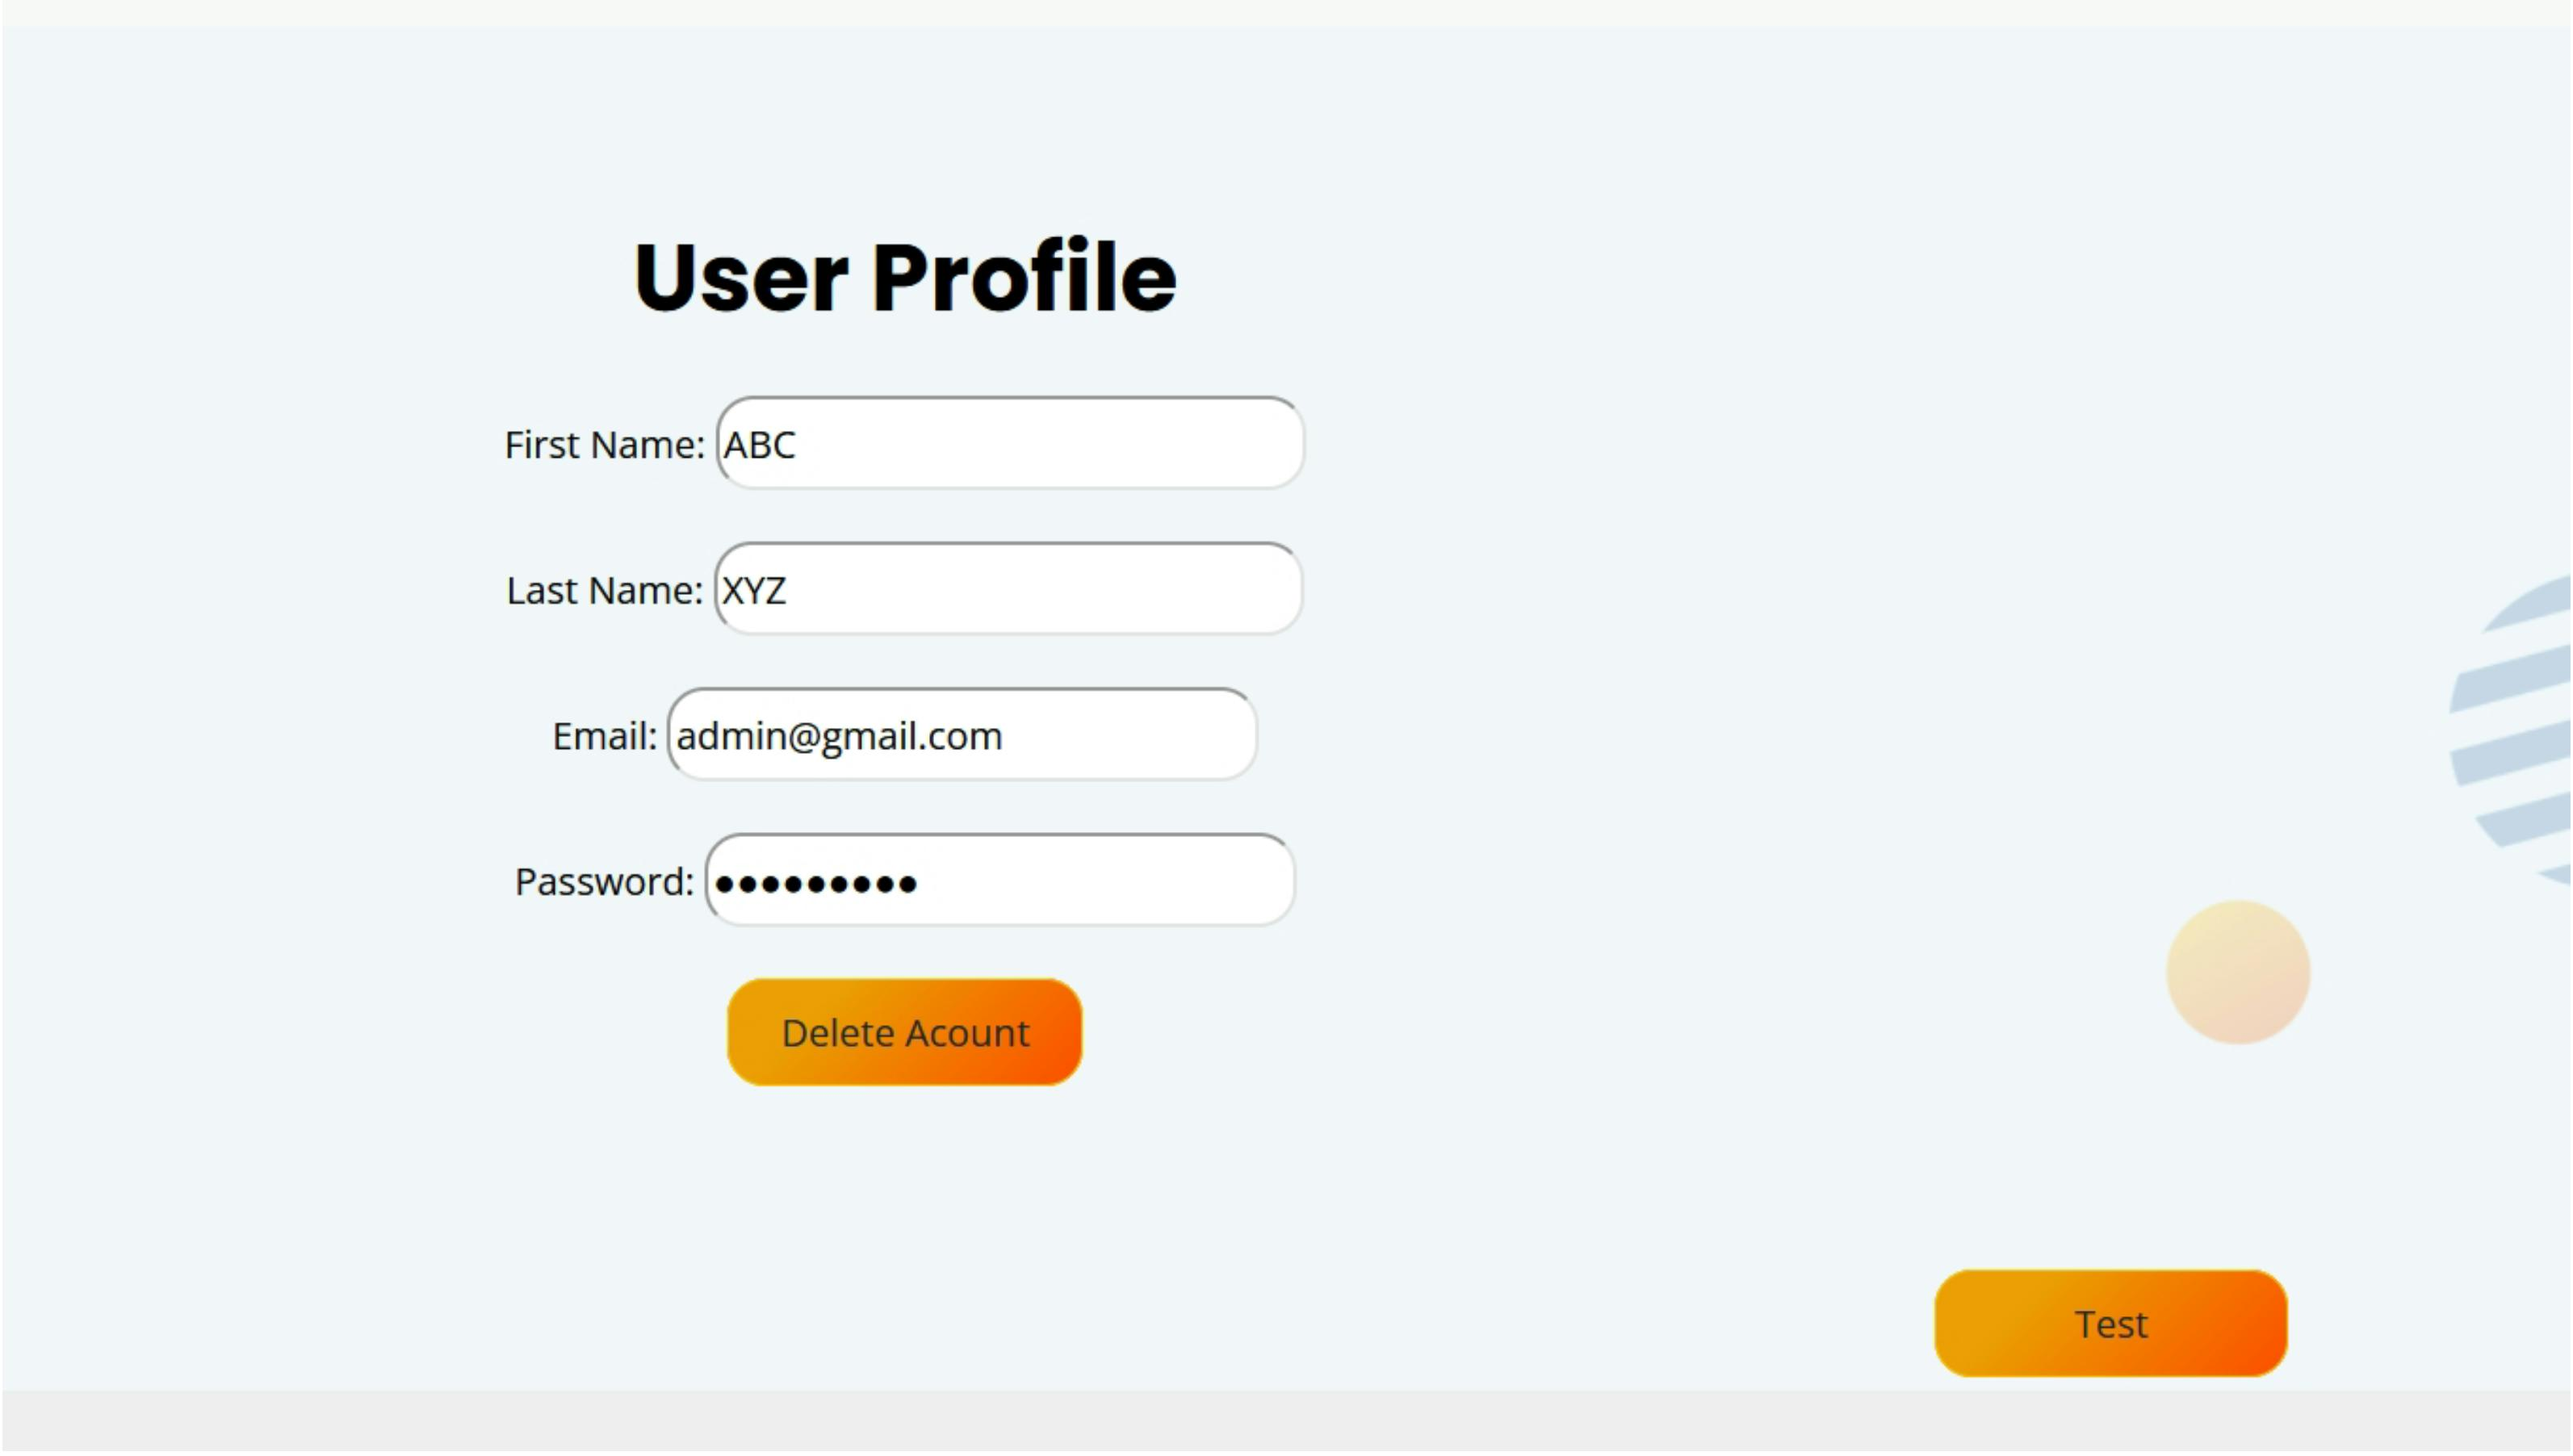 User Profile
First Name: ABC
Last Name: XYZ
Email: admin@gmail.com
Password: •••••••••
Delete Acount
Test